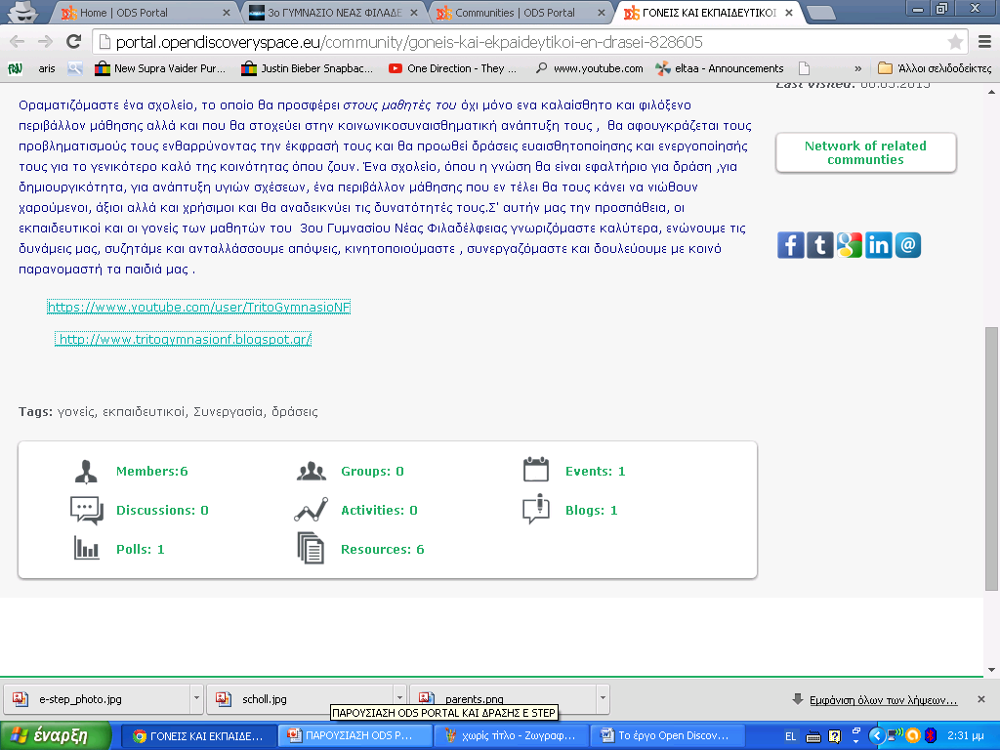 Home | ODS Portal
3ο ΓΥΜΝΑΣΙΟ ΝΕΑΣ ΦΙΛΑΔΕ
Communities | ODS Portal
ΓΟΝΕΙΣ ΚΑΙ ΕΚΠΑΙΔΕΥΤΙΚΟΙ
portal.opendiscoveryspace.eu/community/goneis-kai-ekpaideytikoi-en-drasei-828605
aris
New Supra Vaider Pur...
Justin Bieber Snapbac...
One Direction - They ...
www.youtube.com
eltaa - Announcements
»
Άλλοι σελιδοδείκτες
Last visited: 06.05.2015
Οραματιζόμαστε ένα σχολείο, το οποίο θα προσφέρει στους μαθητές του όχι μόνο ενα καλαίσθητο και φιλόξενο
περιβάλλον μάθησης αλλά και που θα στοχεύει στην κοινωνικοσυναισθηματική ανάπτυξη τους , θα αφουγκράζεται τους
προβληματισμούς τους ενθαρρύνοντας την έκφρασή τους και θα προωθεί δράσεις ευαισθητοποίησης και ενεργοποίησής
τους για το γενικότερο καλό της κοινότητας όπου ζουν. Ένα σχολείο, όπου η γνώση θα είναι εφαλτήριο για δράση ,για
δημιουργικότητα, για ανάπτυξη υγιών σχέσεων, ένα περιβάλλον μάθησης που εν τέλει θα τους κάνει να νιώθουν
χαρούμενοι, άξιοι αλλά και χρήσιμοι και θα αναδεικνύει τις δυνατότητές τους.Σ' αυτήν μας την προσπάθεια, οι
εκπαιδευτικοί και οι γονείς των μαθητών του 3ου Γυμνασίου Νέας Φιλαδέλφειας γνωριζόμαστε καλύτερα, ενώνουμε τις
δυνάμεις μας, συζητάμε και ανταλλάσσουμε απόψεις, κινητοποιούμαστε , συνεργαζόμαστε και δουλεύουμε με κοινό
παρανομαστή τα παιδιά μας .
Network of related
communties
https://www.youtube.com/user/TritoGymnasioNF
http://www.tritogymnasionf.blogspot.gr/
Tags: γονείς, εκπαιδευτικοί, Συνεργασία, δράσεις
Members:6
Groups: 0
Events: 1
Discussions: 0
Activities: 0
Blogs: 1
Polls: 1
Resources: 6
e-step_photo.jpg
scholl.jpg
parents.png
Εμφάνιση όλων των λήψεων...
ΠΑΡΟΥΣΙΑΣΗ ODS PORTAL ΚΑΙ ΔΡΑΣΗΣ E STEP
έναρξη
ΓΟΝΕΙΣ ΚΑΙ ΕΚΠΑΙΔΕ...
ΠΑΡΟΥΣΙΑΣΗ ODS P...
χωρίς τίτλο - Ζωγραφ...
Το έργο Open Discov...
EL
2:31 μμ